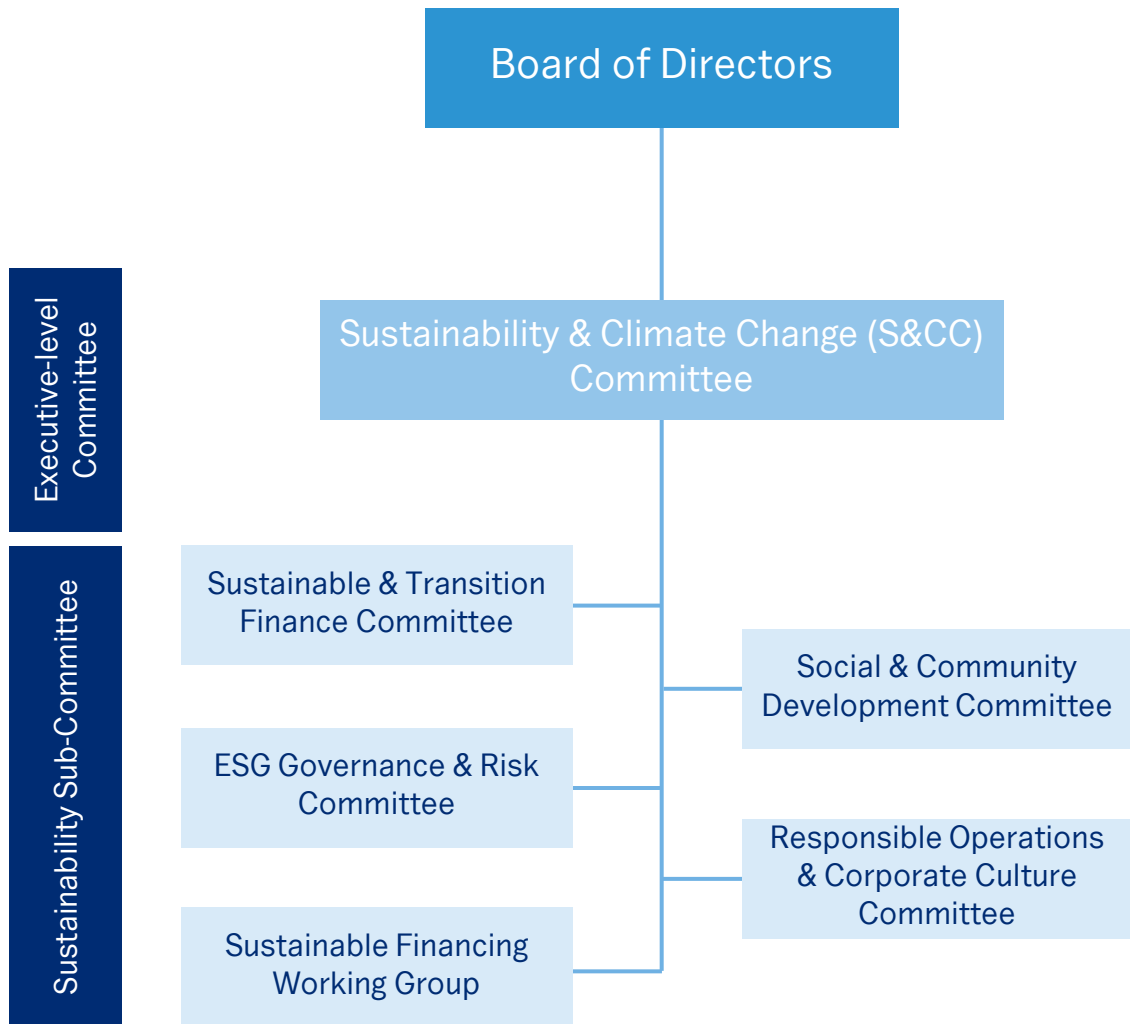 Board of Directors
Executive-level
Committee
Sustainability & Climate Change (S&CC)
Committee
Sustainability Sub-Committee
Sustainable & Transition
Finance Committee
Social & Community
Development Committee
ESG Governance & Risk
Committee
Responsible Operations
& Corporate Culture
Committee
Sustainable Financing
Working Group